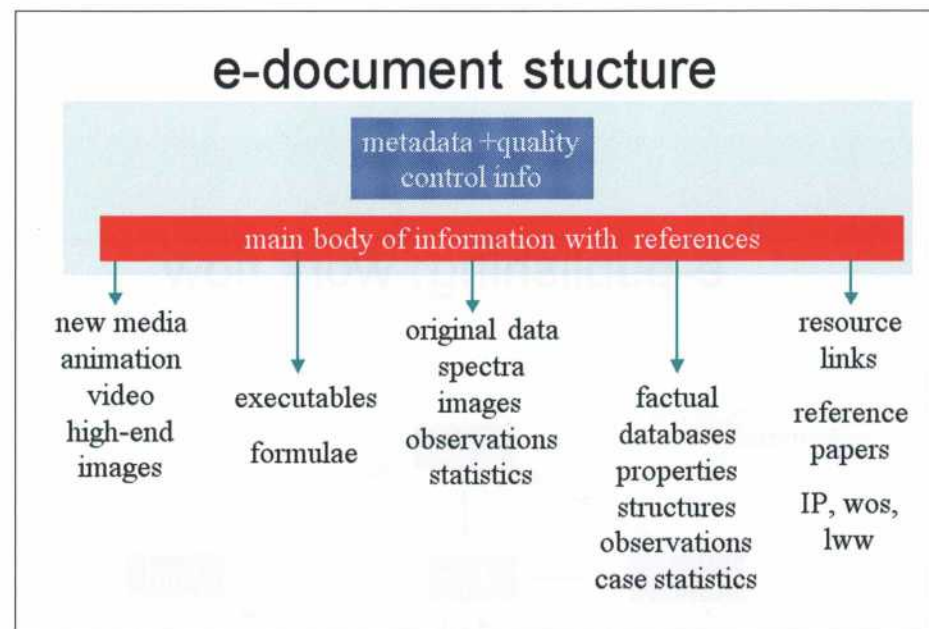 e-document stucture
metadata +quality
control info
main body of information with references
new media
animation
video
high-end
images
executables
formulae
original data
spectra
images
observations
statistics
factual
databases
properties
structures
observations
case statistics
resource
links
reference
papers
IP, wos,
lww